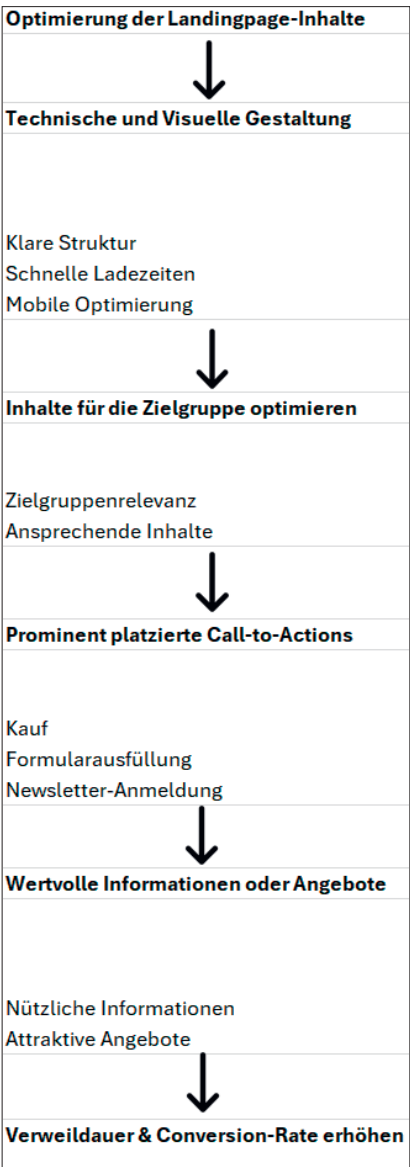 Optimierung der Landingpage-Inhalte
Technische und Visuelle Gestaltung
Klare Struktur
Schnelle Ladezeiten
Mobile Optimierung
Inhalte für die Zielgruppe optimieren
Zielgruppenrelevanz
Ansprechende Inhalte
Prominent platzierte Call-to-Actions
Kauf
Formularausfüllung
Newsletter-Anmeldung
Wertvolle Informationen oder Angebote
Nützliche Informationen
Attraktive Angebote
Verweildauer & Conversion-Rate erhöhen